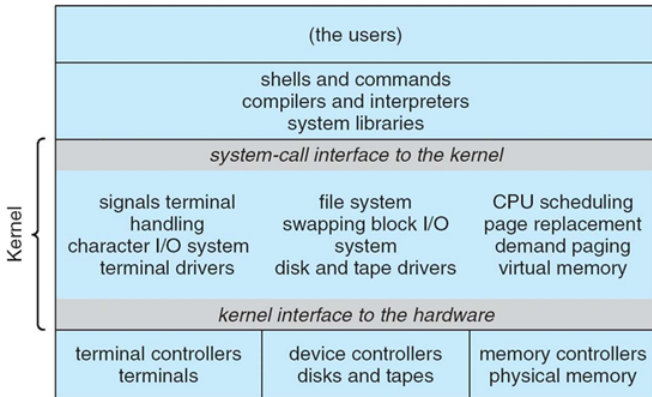 (the users)
shells and commands
compilers and interpreters
system libraries
Kernel
system-call interface to the kernel
signals terminal
handling
character I/O system
terminal drivers
file system
swapping block I/O
system
disk and tape drivers
CPU scheduling
page replacement
demand paging
virtual memory
kernel interface to the hardware
terminal controllers
terminals
device controllers
disks and tapes
memory controllers
physical memory